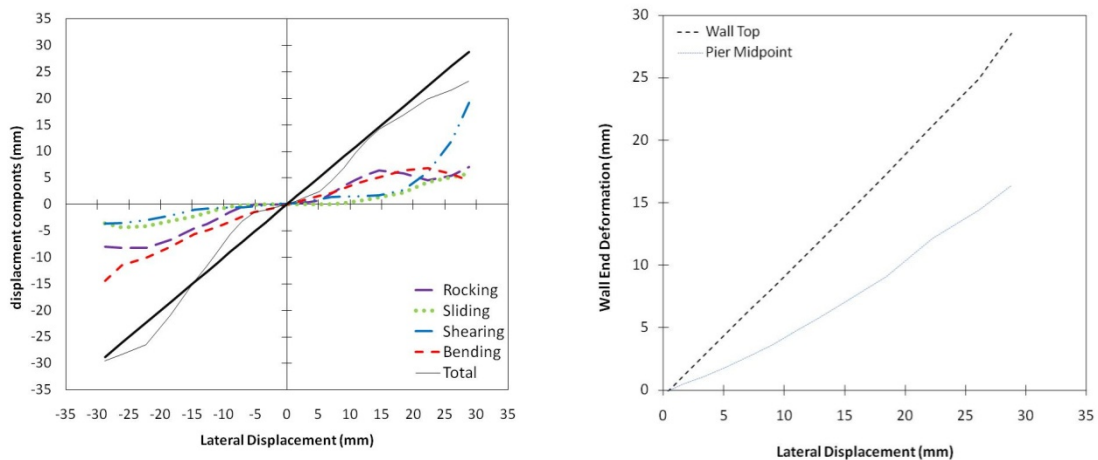 35
30
25
20
15
10
5
0
-5
-10
-15
-20
-25
-30
-35
-35 -30 -25 -20 -15 -10 -5 0 5 10 15 20 25 30 35
displacment componts (mm)
Lateral Displacement (mm)
Rocking
Sliding
Shearing
Bending
Total
30
25
20
15
10
5
0
0 5 10 15 20 25 30 35
Wall End Deformation (mm)
Lateral Displacement (mm)
Wall Top
Pier Midpoint